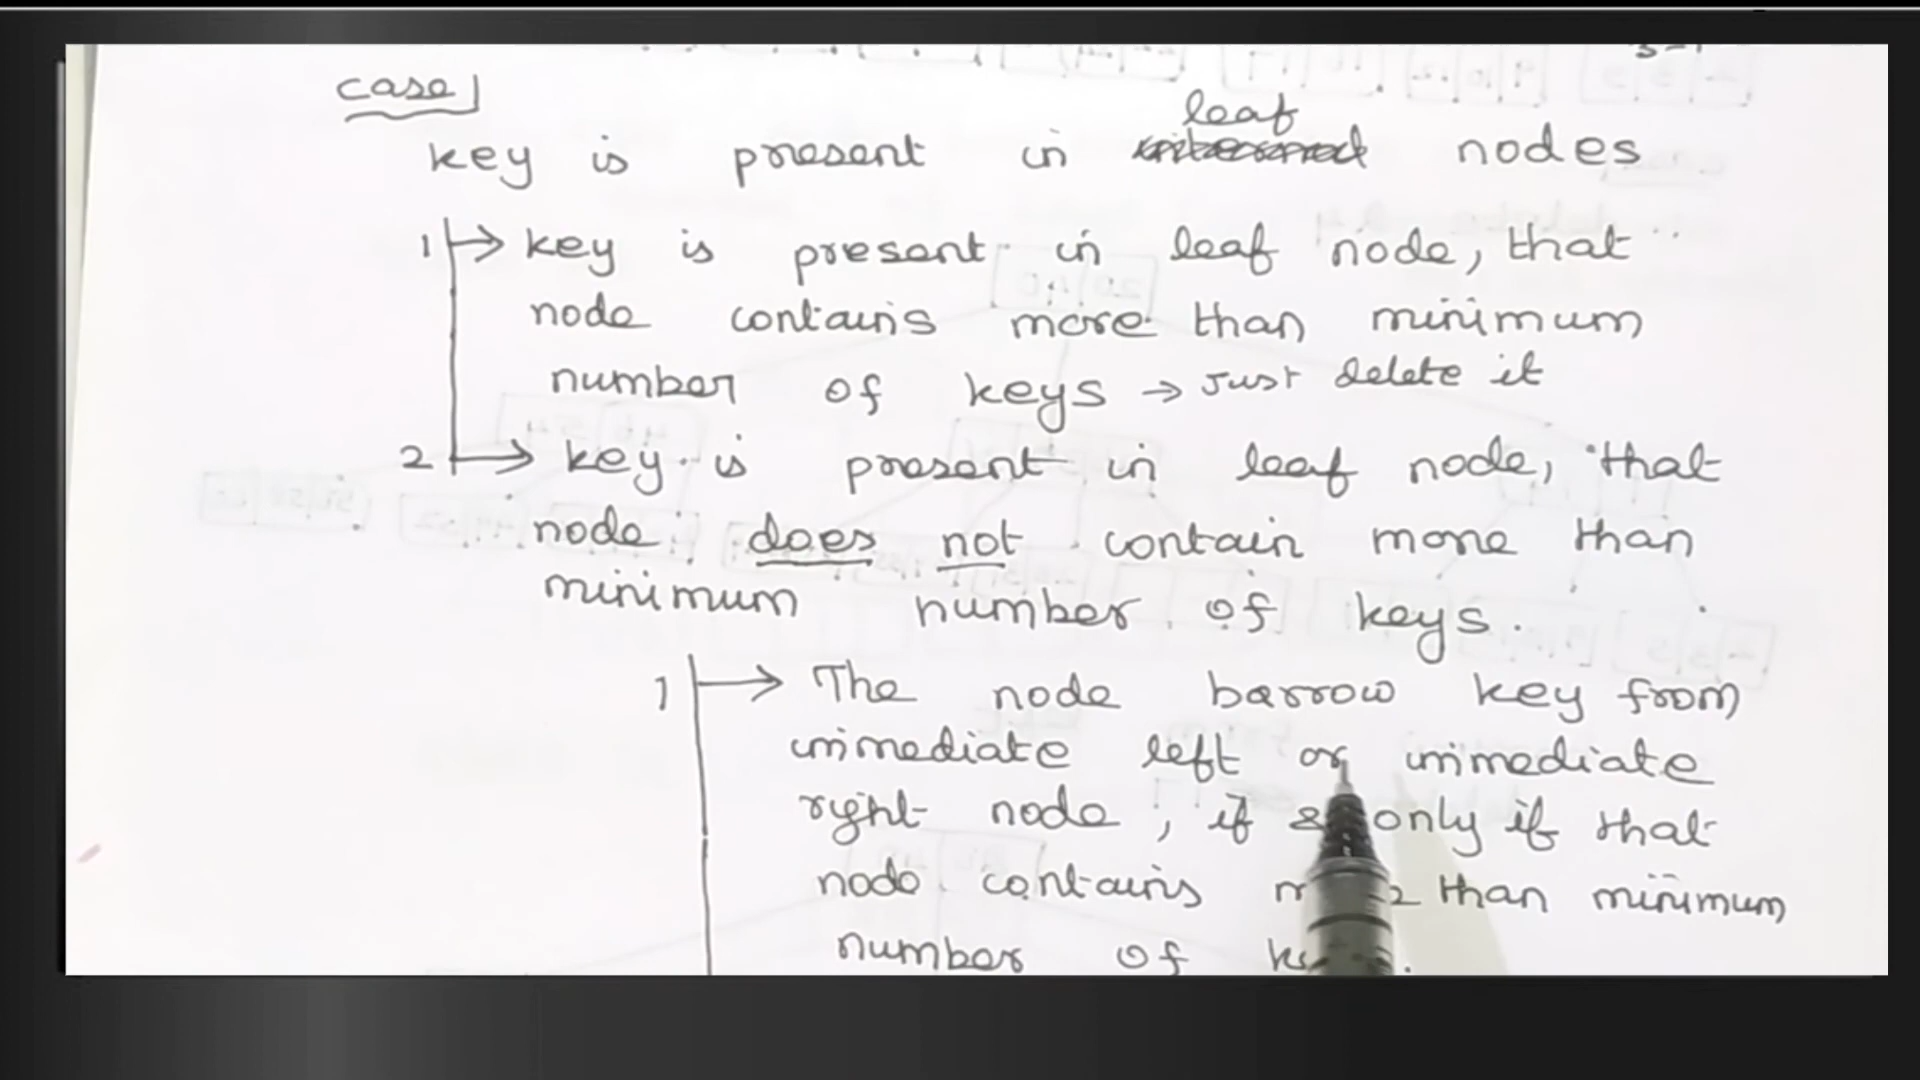 case 1
key is present in leaf nodes
1 → key is present in leaf node, that
node contains more than minimum
number of keys → Just delete it
2 → key is present in leaf node, that
node does not contain more than
minimum number of keys.
1 → The node barrow key from
immediate left or immediate
right node, if & only if that
node contains than minimum
number of